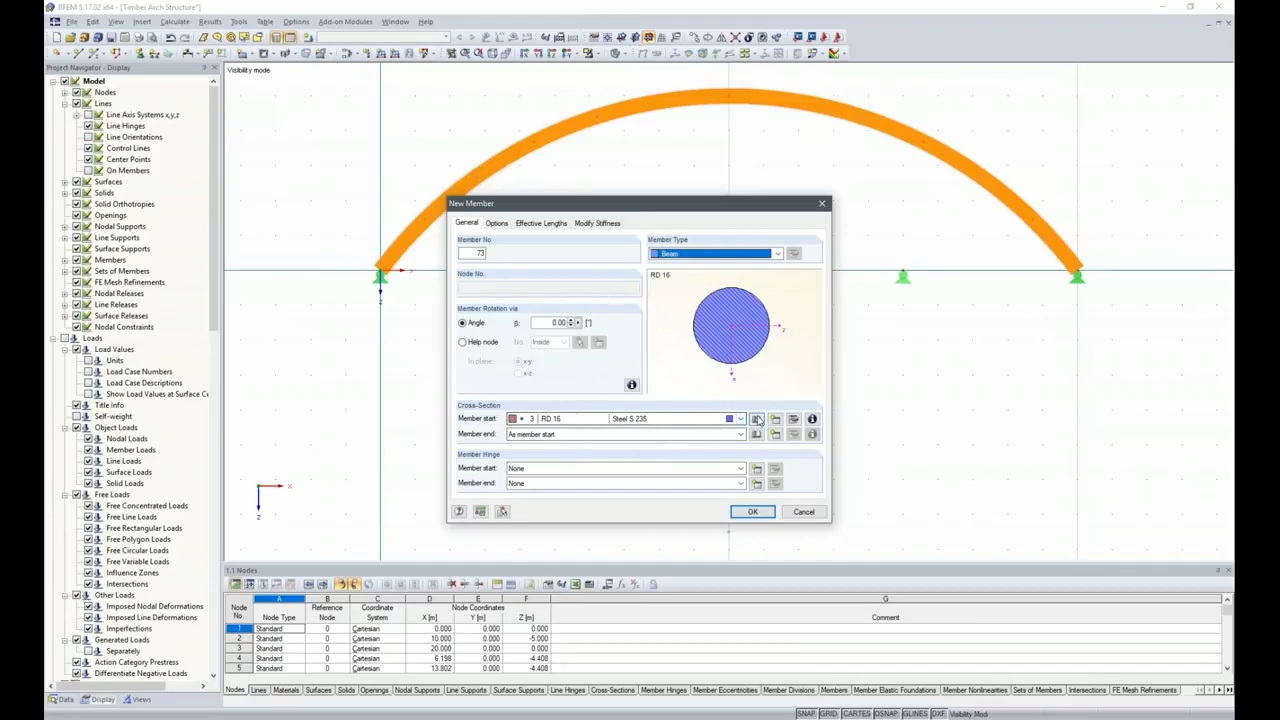 RFEM 5.17.02 x64 - [Timber Arch Structure*]
File Edit View Insert Calculate Results Tools Table Options Add-on Modules Window Help
Project Navigator - Display
Model
Nodes
Lines
Line Axis Systems x,y,z
Line Hinges
Line Orientations
Control Lines
Center Points
On Members
Surfaces
Solids
Solid Orthotropies
Openings
Nodal Supports
Line Supports
Surface Supports
Members
Sets of Members
FE Mesh Refinements
Nodal Releases
Line Releases
Surface Releases
Nodal Constraints
Loads
Load Values
Units
Load Case Numbers
Load Case Descriptions
Show Load Values at Surface Ce
Title Info
Self-weight
Object Loads
Nodal Loads
Member Loads
Line Loads
Surface Loads
Solid Loads
Free Loads
Free Concentrated Loads
Free Line Loads
Free Rectangular Loads
Free Polygon Loads
Free Circular Loads
Free Variable Loads
Influence Zones
Intersections
Other Loads
Imposed Nodal Deformations
Imposed Line Deformations
Imperfections
Generated Loads
Separately
Action Category Prestress
Differentiate Negative Loads
Data Display Views
Visibility mode
x
z
x
z
New Member
General Options Effective Lengths Modify Stiffness
Member No.
73
Member Type
Beam
Node No.
RD 16
z
Member Rotation via
Angle β: 0.00 [°]
Help node No. Inside
In plane: x-y
x-z
Cross-Section
Member start: 3 RD 16 Steel S 235
Member end: As member start
Member Hinge
Member start: None
Member end: None
OK Cancel
1.1 Nodes
A B C D E F G
Node No. Node Type Reference Node Coordinate System Node Coordinates X [m] Y [m] Z [m] Comment
1 Standard 0 Cartesian 0.000 0.000 0.000
2 Standard 0 Cartesian 10.000 0.000 -5.000
3 Standard 0 Cartesian 20.000 0.000 0.000
4 Standard 0 Cartesian 6.198 0.000 -4.408
5 Standard 0 Cartesian 13.802 0.000 -4.408
Nodes Lines Materials Surfaces Solids Openings Nodal Supports Line Supports Surface Supports Line Hinges Cross-Sections Member Hinges Member Eccentricities Member Divisions Members Member Elastic Foundations Member Nonlinearities Sets of Members Intersections FE Mesh Refinements
SNAP GRID CARTES OSNAP GLINES DXF Visibility Mod